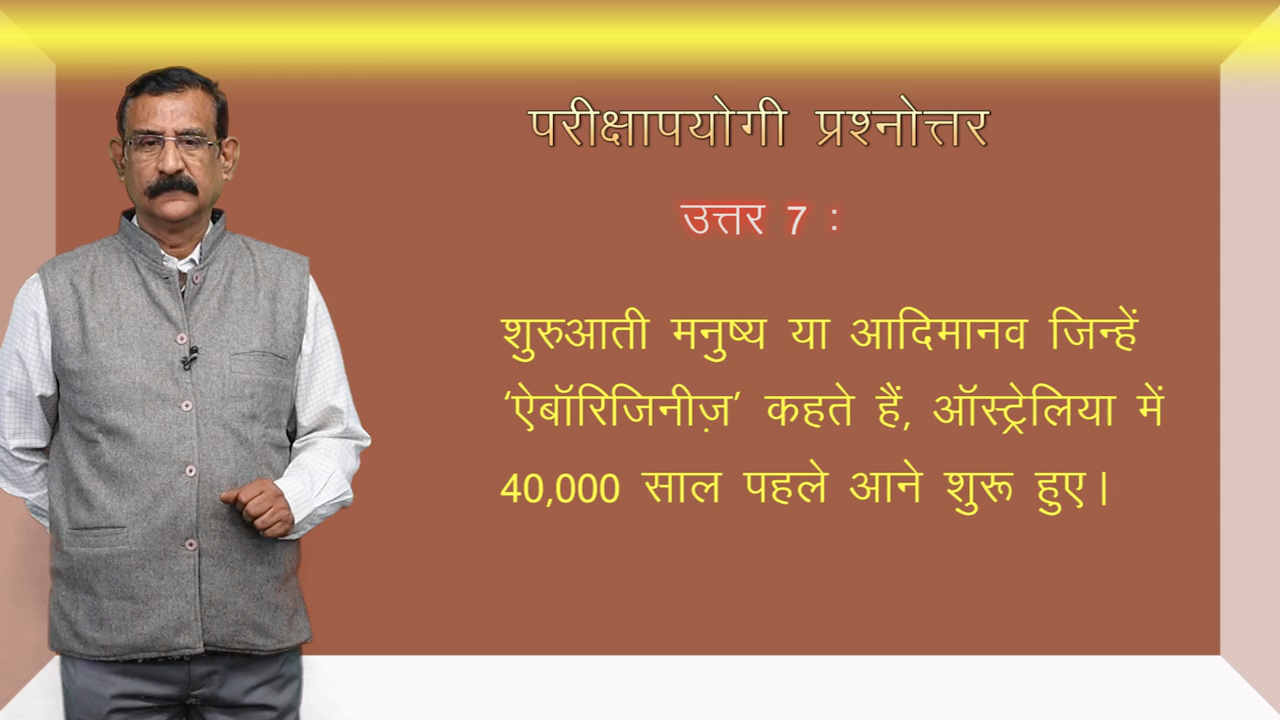 परीक्षापयोगी प्रश्नोत्तर
उत्तर 7 :
शुरुआती मनुष्य या आदिमानव जिन्हें
‘ऐबॉरिजिनीज़’ कहते हैं, ऑस्ट्रेलिया में
40,000 साल पहले आने शुरू हुए।